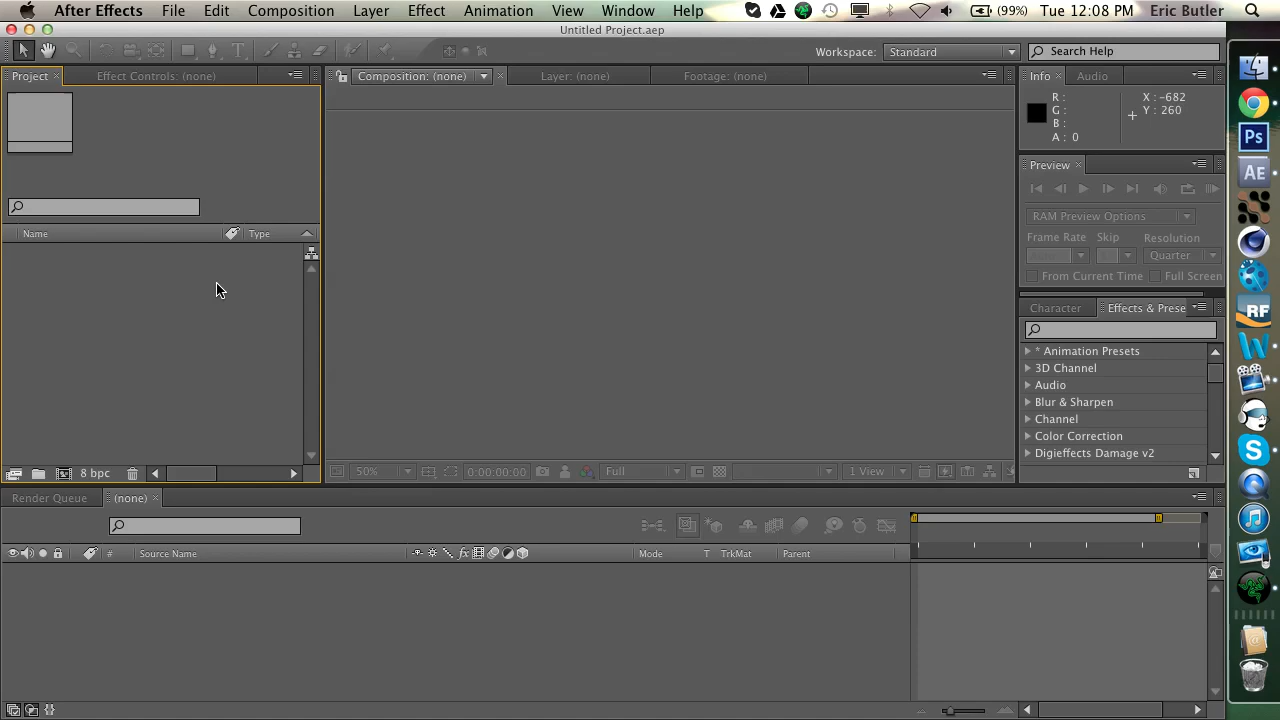 After Effects File Edit Composition Layer Effect Animation View Window Help (99%) Tue 12:08 PM Eric Butler
Untitled Project.aep
Workspace: Standard Search Help
Project Effect Controls: (none) Composition: (none) Layer: (none) Footage: (none) Info Audio
R : X : -682
G : Y : 260
B :
A : 0
Preview
RAM Preview Options
Name Type
Frame Rate Skip Resolution
Quarter
From Current Time Full Screen
Character Effects & Prese
* Animation Presets
3D Channel
Audio
Blur & Sharpen
Channel
Color Correction
Digieffects Damage v2
8 bpc 50% 0:00:00:00 Full 1 View
Render Queue (none)
# Source Name fx Mode T TrkMat Parent
Ps
AE
RF
W
S